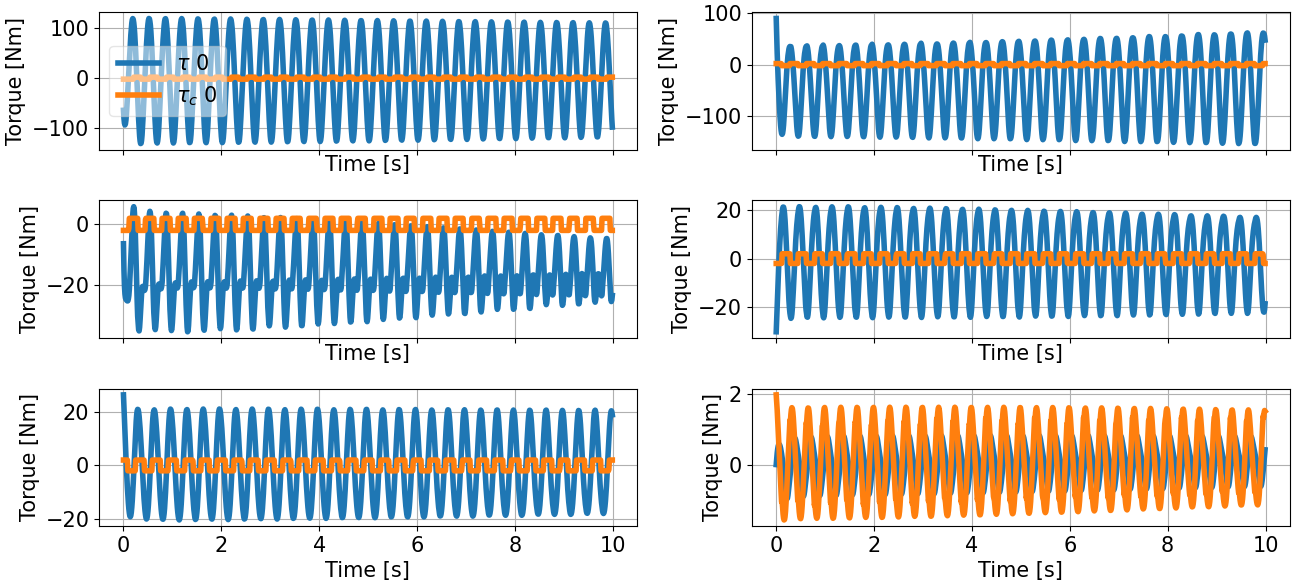 Torque [Nm]
100
0
−100
τ 0
τc 0
Time [s]
Torque [Nm]
100
0
−100
Time [s]
Torque [Nm]
0
−20
Time [s]
Torque [Nm]
20
0
−20
Time [s]
Torque [Nm]
20
0
−20
0 2 4 6 8 10
Time [s]
Torque [Nm]
2
0
0 2 4 6 8 10
Time [s]